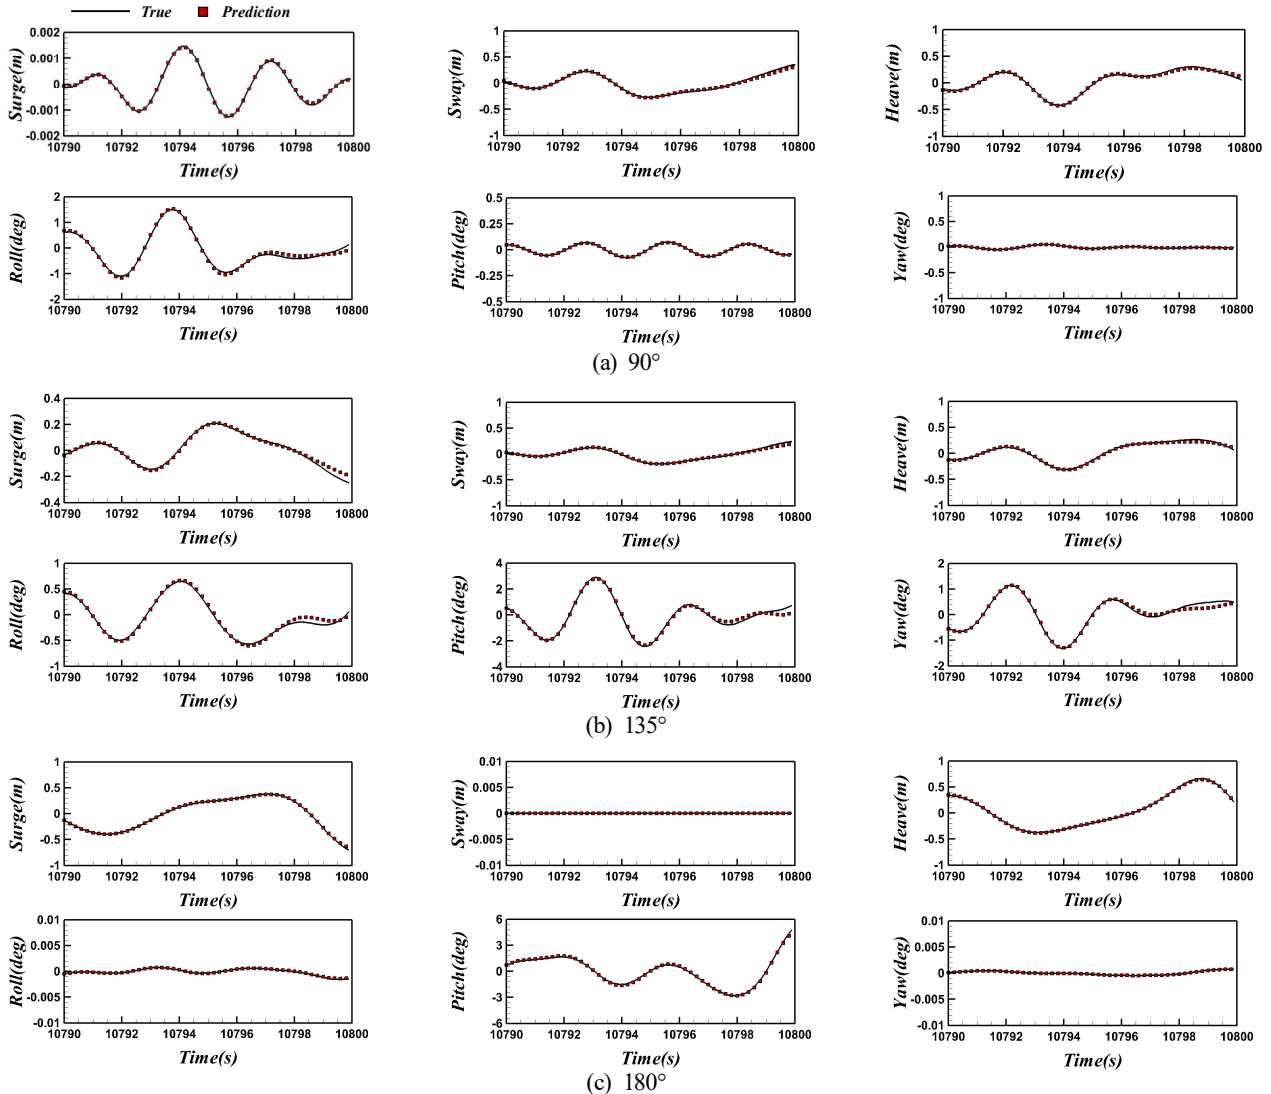 True Prediction
Surge(m) 0.002 0.001 0 -0.001 -0.002
10790 10792 10794 10796 10798 10800
Time(s)
Sway(m) 1 0.5 0 -0.5 -1
10790 10792 10794 10796 10798 10800
Time(s)
Heave(m) 1 0.5 0 -0.5 -1
10790 10792 10794 10796 10798 10800
Time(s)
Roll(deg) 2 1 0 -1 -2
10790 10792 10794 10796 10798 10800
Time(s)
Pitch(deg) 0.5 0.25 0 -0.25 -0.5
10790 10792 10794 10796 10798 10800
Time(s)
Yaw(deg) 1 0.5 0 -0.5 -1
10790 10792 10794 10796 10798 10800
Time(s)
(a) 90°
Surge(m) 0.4 0.2 0 -0.2 -0.4
10790 10792 10794 10796 10798 10800
Time(s)
Sway(m) 1 0.5 0 -0.5 -1
10790 10792 10794 10796 10798 10800
Time(s)
Heave(m) 1 0.5 0 -0.5 -1
10790 10792 10794 10796 10798 10800
Time(s)
Roll(deg) 1 0.5 0 -0.5 -1
10790 10792 10794 10796 10798 10800
Time(s)
Pitch(deg) 4 2 0 -2 -4
10790 10792 10794 10796 10798 10800
Time(s)
Yaw(deg) 2 1 0 -1 -2
10790 10792 10794 10796 10798 10800
Time(s)
(b) 135°
Surge(m) 1 0.5 0 -0.5 -1
10790 10792 10794 10796 10798 10800
Time(s)
Sway(m) 0.01 0.005 0 -0.005 -0.01
10790 10792 10794 10796 10798 10800
Time(s)
Heave(m) 1 0.5 0 -0.5 -1
10790 10792 10794 10796 10798 10800
Time(s)
Roll(deg) 0.01 0.005 0 -0.005 -0.01
10790 10792 10794 10796 10798 10800
Time(s)
Pitch(deg) 6 3 0 -3 -6
10790 10792 10794 10796 10798 10800
Time(s)
Yaw(deg) 0.01 0.005 0 -0.005 -0.01
10790 10792 10794 10796 10798 10800
Time(s)
(c) 180°